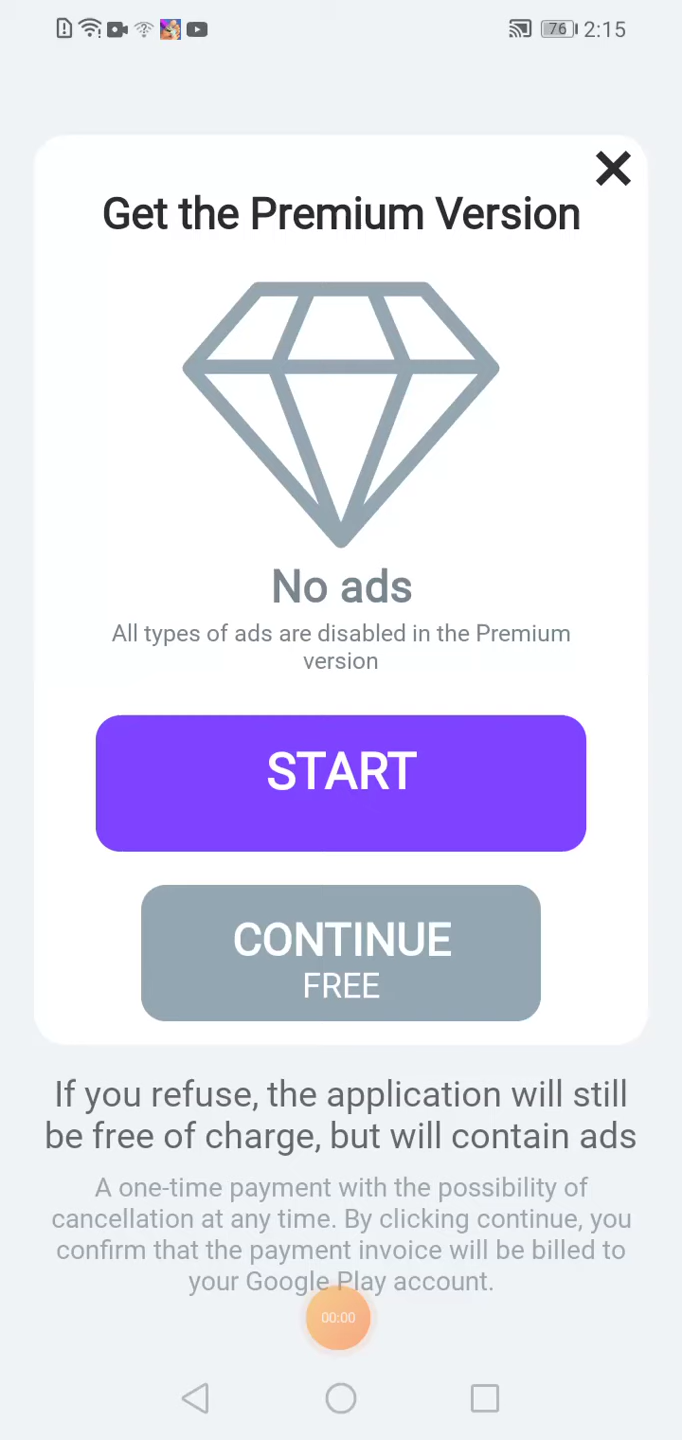 76 2:15
Get the Premium Version
No ads
All types of ads are disabled in the Premium
version
START
CONTINUE
FREE
If you refuse, the application will still
be free of charge, but will contain ads
A one-time payment with the possibility of
cancellation at any time. By clicking continue, you
confirm that the payment invoice will be billed to
your Google Play account.
00:00